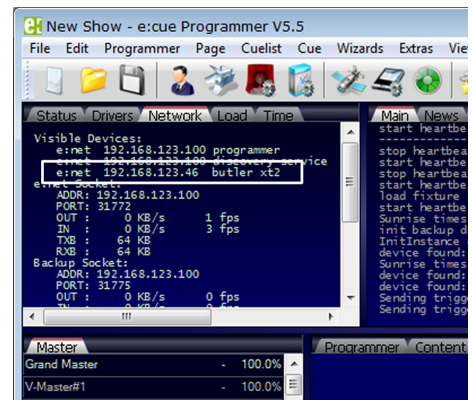 New Show - e:cue Programmer V5.5
File Edit Programmer Page Cuelist Cue Wizards Extras Vie
Status Drivers Network Load Time
Visible Devices:
e:net 192.168.123.100 programmer
e:net 192.168.123.100 discovery service
e:net 192.168.123.46 butler xt2
e:net Socket:
ADDR: 192.168.123.100
PORT: 31772
OUT : 0 KB/s 1 fps
IN : 0 KB/s 3 fps
TXB : 64 KB
RXB : 64 KB
Backup Socket:
ADDR: 192.168.123.100
PORT: 31775
OUT : 0 KB/s 0 fps
IN : 0 KB/s 0 fps
Main News
start heartbe
stop heartbea
start heartbe
stop heartbea
start heartbe
load fixture
start heartbe
Sunrise times
init backup d
InitInstance
device found:
Sunrise times
device found:
device found:
Sending trigg
Sending trigg
Master
Grand Master - 100.0%
V-Master#1 - 100.0%
Programmer Content